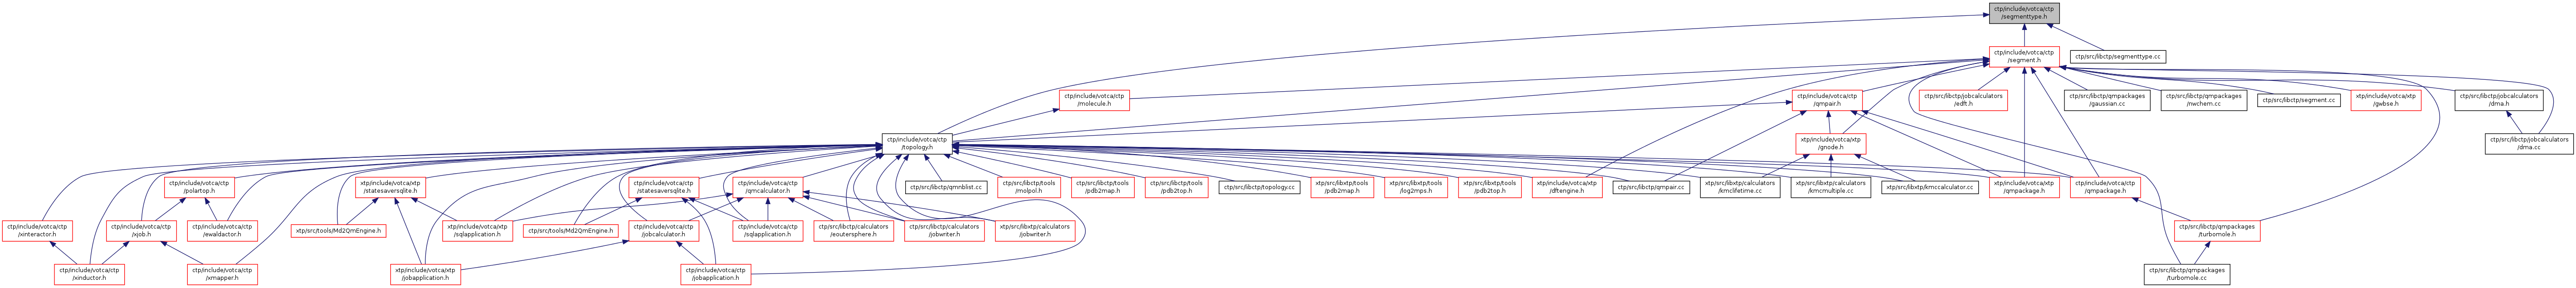 ctp/include/votca/ctp
/segmenttype.h
ctp/include/votca/ctp
/segment.h
ctp/src/libctp/segmenttype.cc
ctp/include/votca/ctp
/molecule.h
ctp/include/votca/ctp
/qmpair.h
ctp/src/libctp/jobcalculators
/edft.h
ctp/src/libctp/qmpackages
/gaussian.cc
ctp/src/libctp/qmpackages
/nwchem.cc
ctp/src/libctp/segment.cc
xtp/include/votca/xtp
/gwbse.h
ctp/src/libctp/jobcalculators
/dma.h
ctp/include/votca/ctp
/topology.h
xtp/include/votca/xtp
/gnode.h
ctp/src/libctp/jobcalculators
/dma.cc
ctp/include/votca/ctp
/polartop.h
xtp/include/votca/xtp
/statesaversqlite.h
ctp/include/votca/ctp
/statesaversqlite.h
ctp/include/votca/ctp
/qmcalculator.h
ctp/src/libctp/qmnblist.cc
ctp/src/libctp/tools
/molpol.h
ctp/src/libctp/tools
/pdb2map.h
ctp/src/libctp/tools
/pdb2top.h
ctp/src/libctp/topology.cc
xtp/src/libxtp/tools
/pdb2map.h
xtp/src/libxtp/tools
/log2mps.h
xtp/src/libxtp/tools
/pdb2top.h
xtp/include/votca/xtp
/dftengine.h
ctp/src/libctp/qmpair.cc
xtp/src/libxtp/calculators
/kmclifetime.cc
xtp/src/libxtp/calculators
/kmcmultiple.cc
xtp/src/libxtp/kmccalculator.cc
xtp/include/votca/xtp
/qmpackage.h
ctp/include/votca/ctp
/qmpackage.h
ctp/include/votca/ctp
/xinteractor.h
ctp/include/votca/ctp
/xjob.h
ctp/include/votca/ctp
/ewaldactor.h
xtp/src/tools/Md2QmEngine.h
xtp/include/votca/xtp
/sqlapplication.h
ctp/src/tools/Md2QmEngine.h
ctp/include/votca/ctp
/jobcalculator.h
ctp/include/votca/ctp
/sqlapplication.h
ctp/src/libctp/calculators
/eoutersphere.h
ctp/src/libctp/calculators
/jobwriter.h
xtp/src/libxtp/calculators
/jobwriter.h
ctp/src/libctp/qmpackages
/turbomole.h
ctp/include/votca/ctp
/xinductor.h
ctp/include/votca/ctp
/xmapper.h
xtp/include/votca/xtp
/jobapplication.h
ctp/include/votca/ctp
/jobapplication.h
ctp/src/libctp/qmpackages
/turbomole.cc